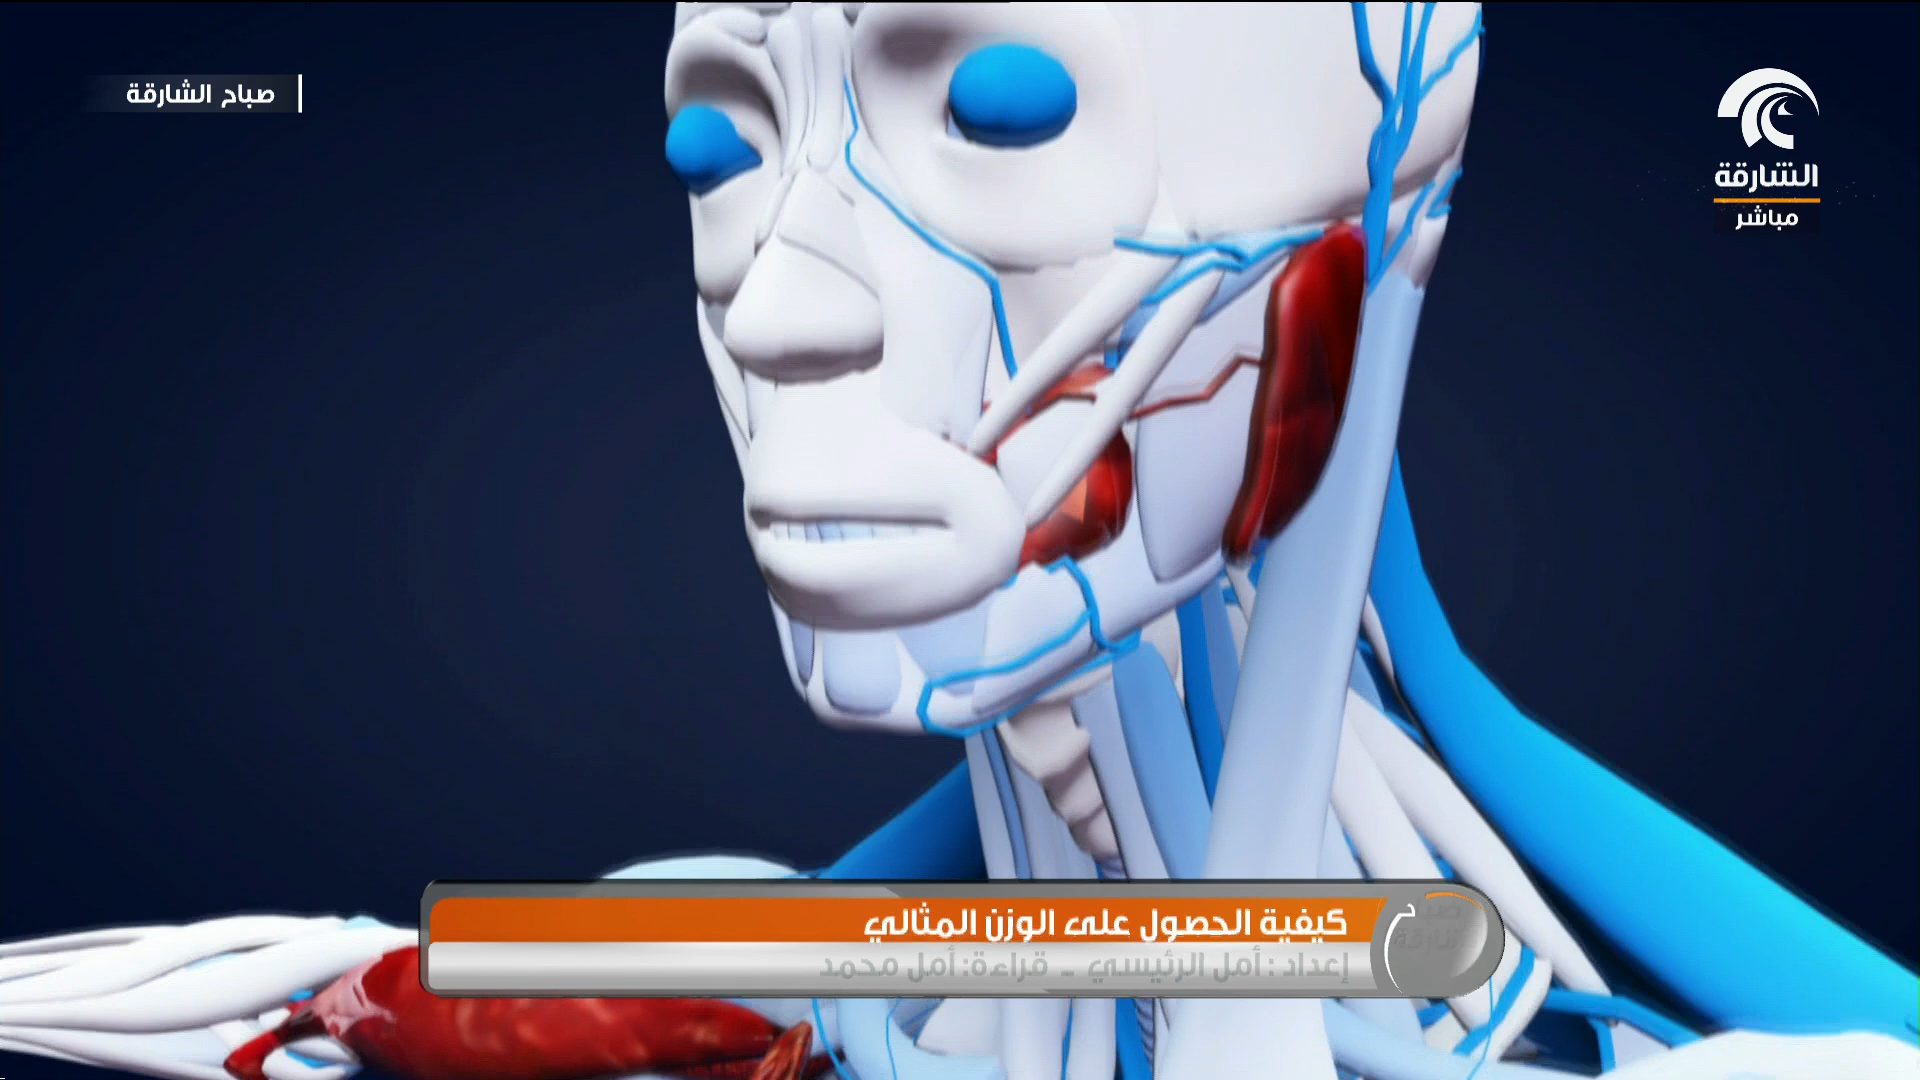 صباح الشارقة
الشارقة
مباشر
كيفية الحصول على الوزن المثالي
إعداد : أمل الرئيسي - قراءة: أمل محمد